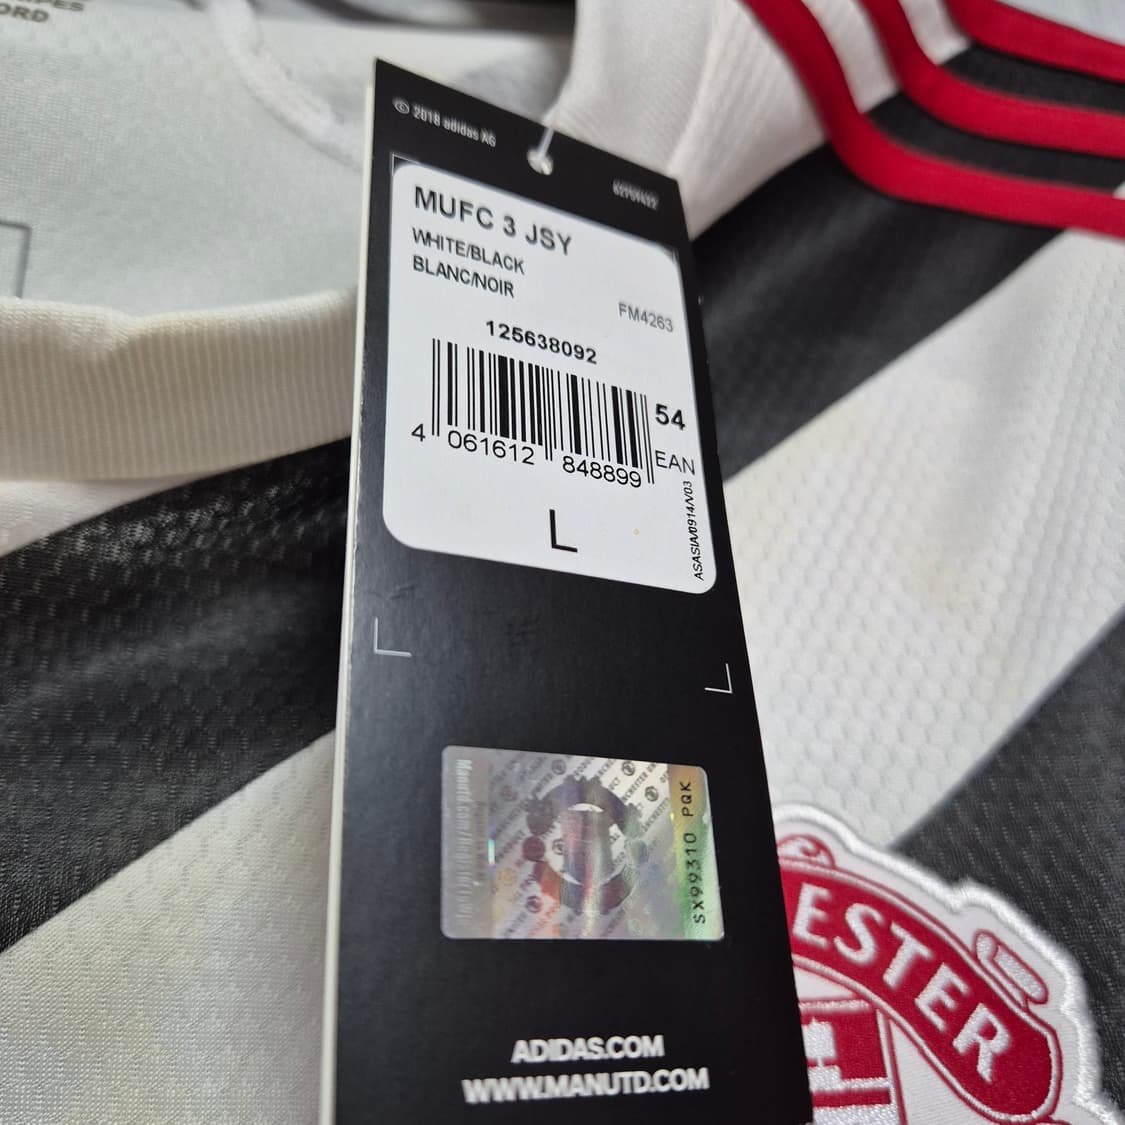 ORD
© 2018 adidas AG
MUFC 3 JSY
WHITE/BLACK
BLANC/NOIR
FM4263
125638092
54
4 061612 848899
EAN
ASASIA/0914/V03
L
SX99310 PQK
ADIDAS.COM
WWW.MANUTD.COM
ESTER